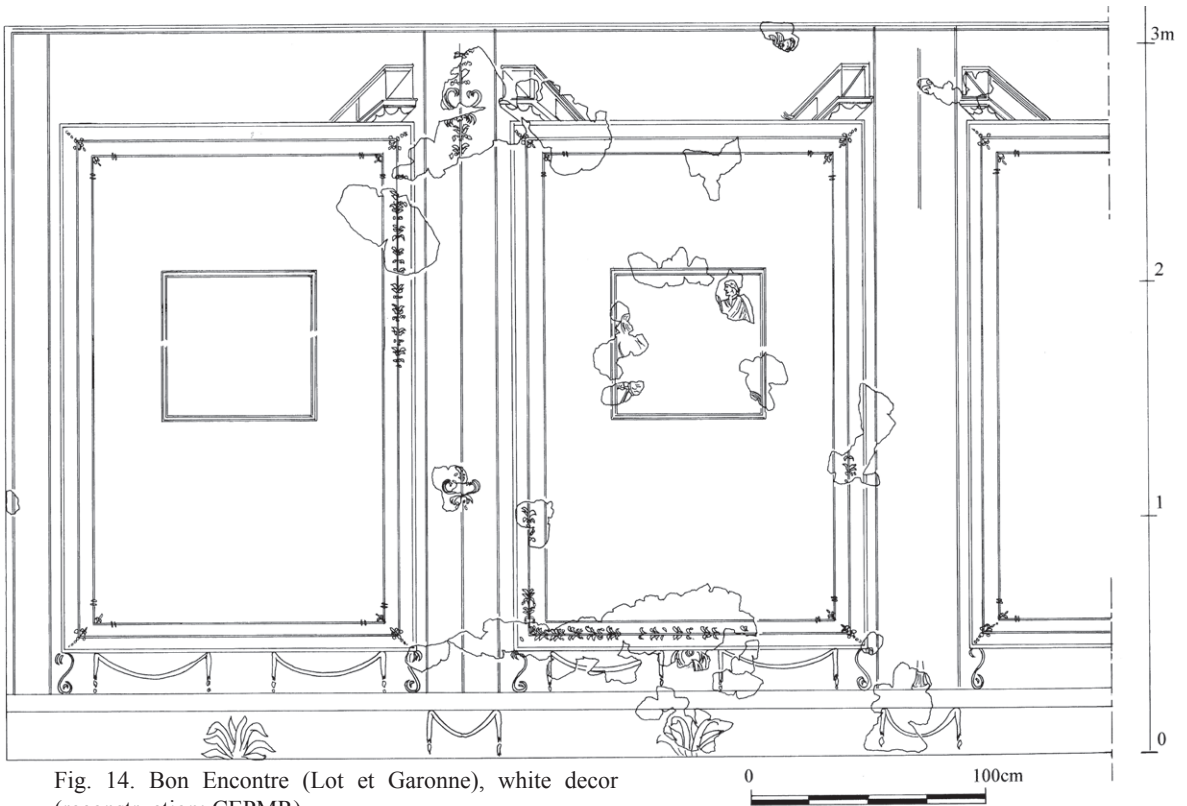 3m
2
1
0
0 100cm
Fig. 14. Bon Encontre (Lot et Garonne), white decor